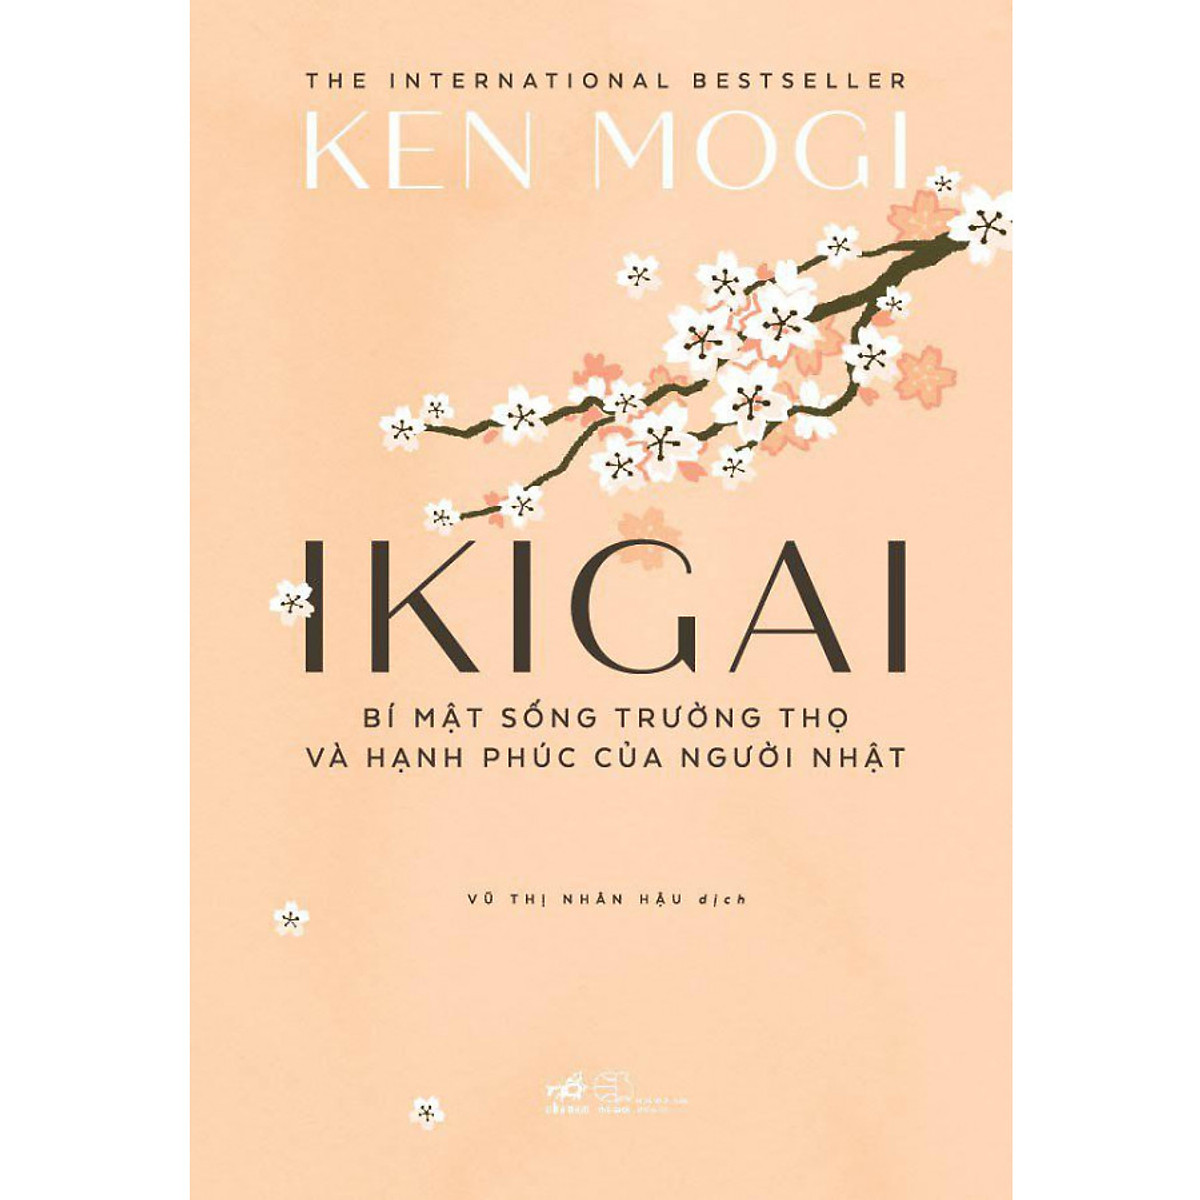 THE INTERNATIONAL BESTSELLER
KEN MOGI
IKIGAI
BÍ MẬT SỐNG TRƯỜNG THỌ
VÀ HẠNH PHÚC CỦA NGƯỜI NHẬT
VŨ THỊ NHÂN HẬU dịch